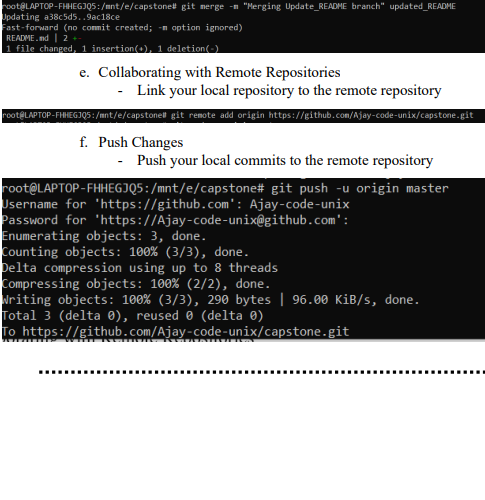 root@LAPTOP-FHHEGJQ5:/mnt/e/capstone# git merge -m "Merging Update_README branch" updated_README
Updating a38c5d5..9ac18ce
Fast-forward (no commit created; -m option ignored)
README.md | 2 +-
1 file changed, 1 insertion(+), 1 deletion(-)
e. Collaborating with Remote Repositories
- Link your local repository to the remote repository
root@LAPTOP-FHHEGJQ5:/mnt/e/capstone# git remote add origin https://github.com/Ajay-code-unix/capstone.git
f. Push Changes
- Push your local commits to the remote repository
root@LAPTOP-FHHEGJQ5:/mnt/e/capstone# git push -u origin master
Username for 'https://github.com': Ajay-code-unix
Password for 'https://Ajay-code-unix@github.com':
Enumerating objects: 3, done.
Counting objects: 100% (3/3), done.
Delta compression using up to 8 threads
Compressing objects: 100% (2/2), done.
Writing objects: 100% (3/3), 290 bytes | 96.00 KiB/s, done.
Total 3 (delta 0), reused 0 (delta 0)
To https://github.com/Ajay-code-unix/capstone.git
with Remote Repositories